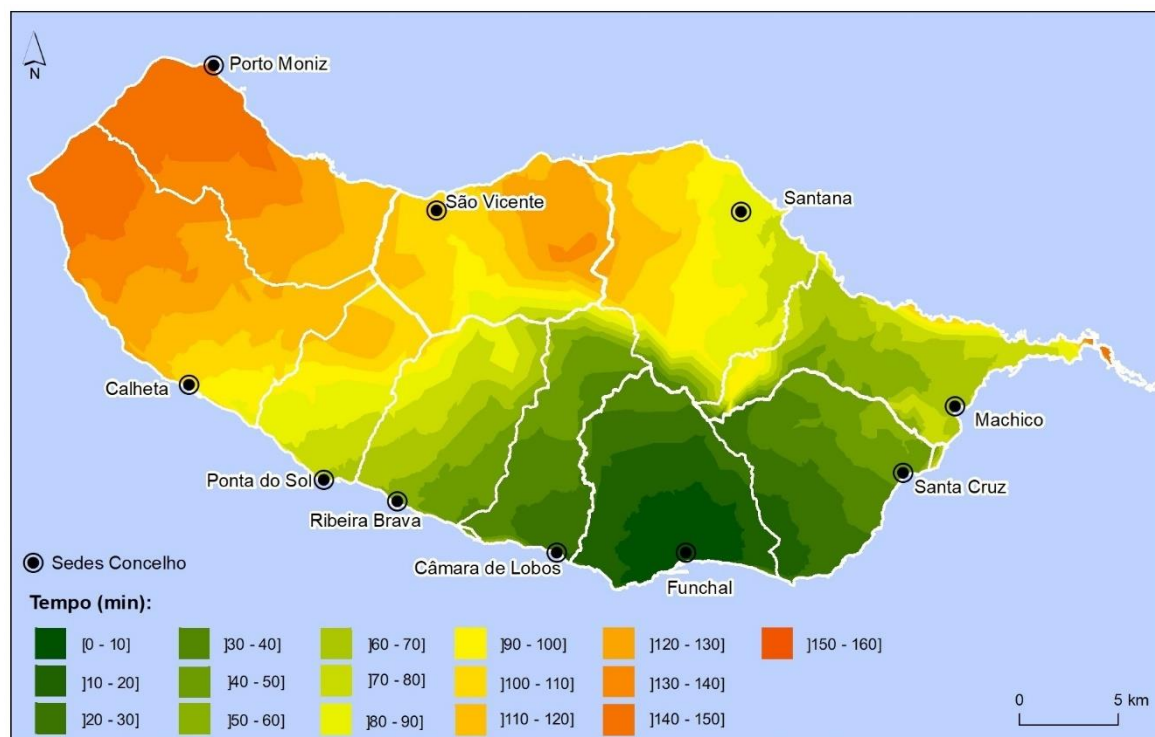 N
Porto Moniz
São Vicente
Santana
Calheta
Machico
Ponta do Sol
Santa Cruz
Ribeira Brava
Câmara de Lobos
Funchal
Sedes Concelho
Tempo (min):
[0 - 10] ]30 - 40] ]60 - 70] ]90 - 100] ]120 - 130] ]150 - 160]
]10 - 20] ]40 - 50] ]70 - 80] ]100 - 110] ]130 - 140]
]20 - 30] ]50 - 60] ]80 - 90] ]110 - 120] ]140 - 150]
0 5 km